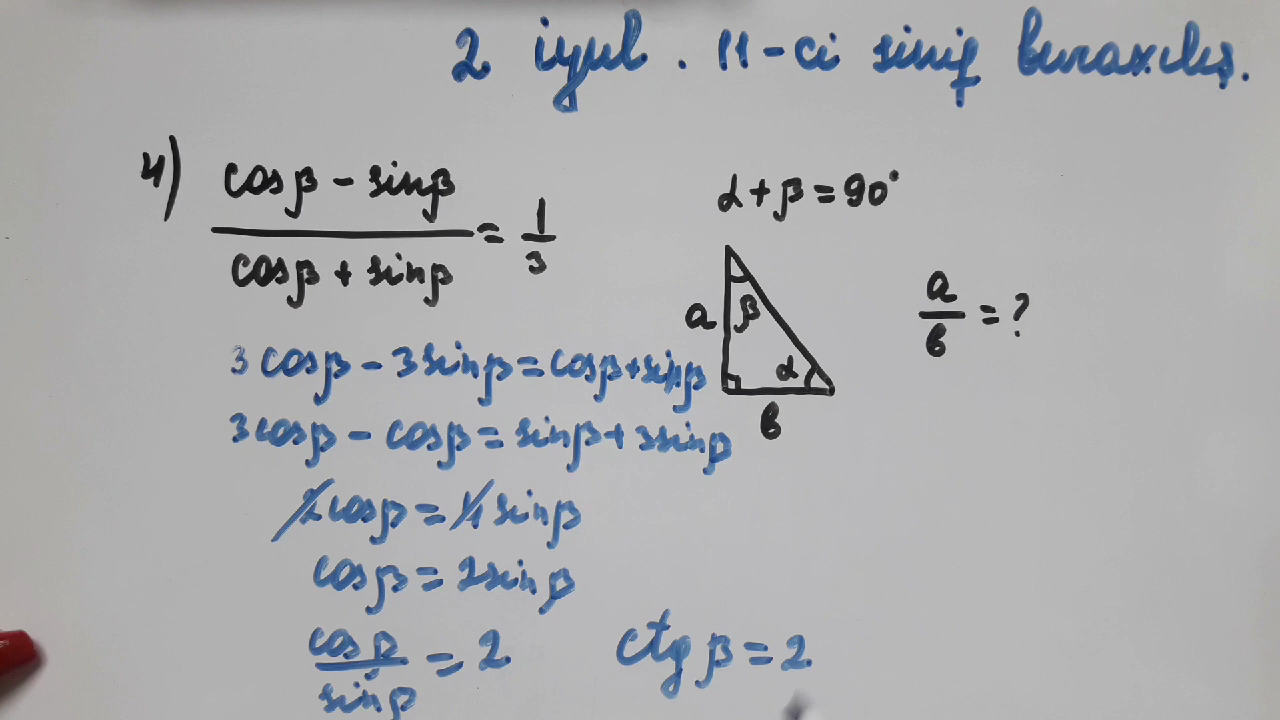 2 iyul. 11-ci sinif buraxılış.
4) cosβ - sinβ / cosβ + sinβ = 1/3
α + β = 90°
a β α в
a/в = ?
3cosβ - 3sinβ = cosβ + sinβ
3cosβ - cosβ = sinβ + 3sinβ
2cosβ = 4sinβ
cosβ = 2sinβ
cosβ/sinβ = 2
ctgβ = 2